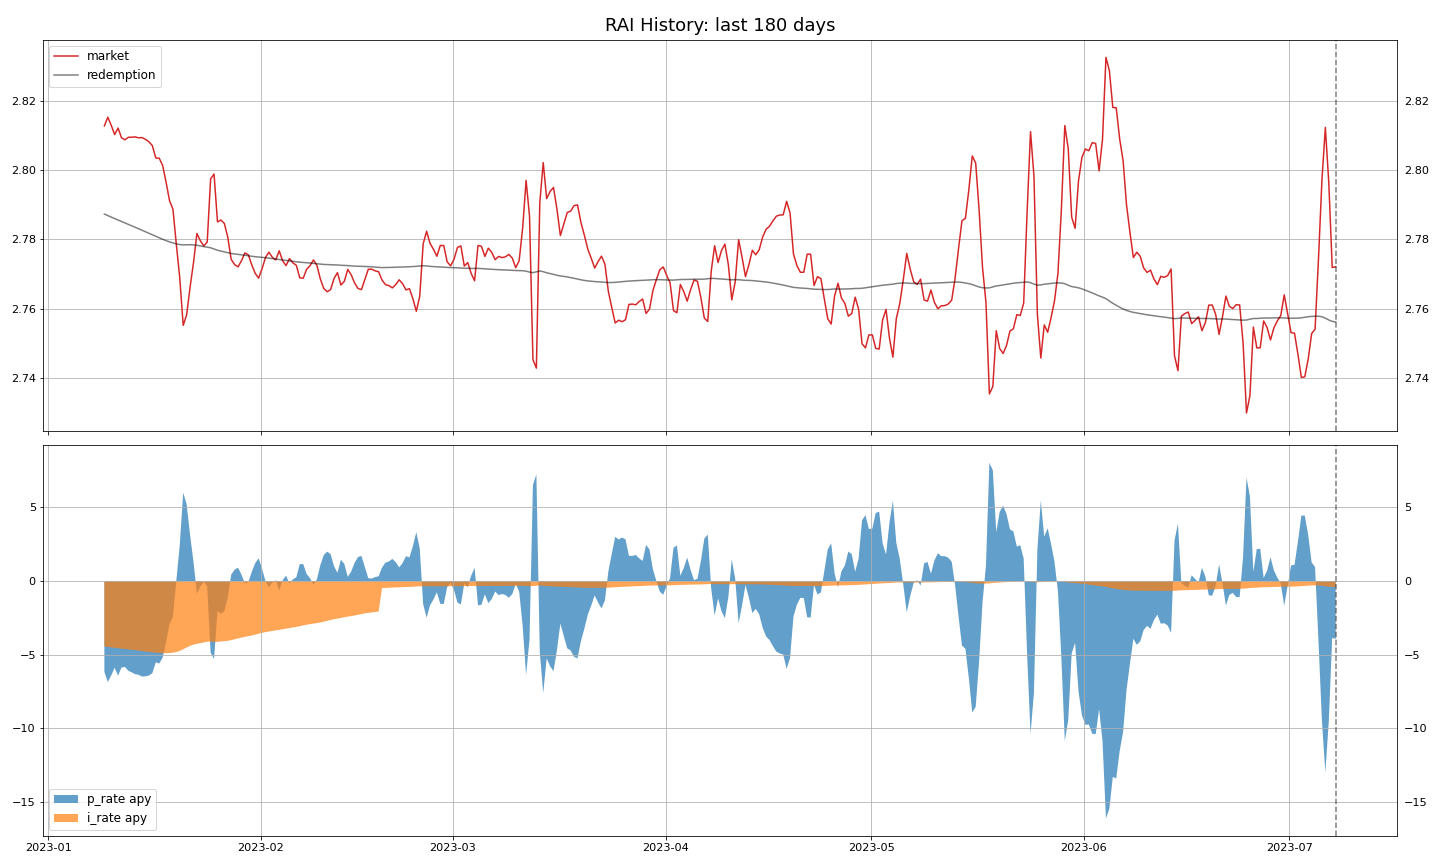 RAI History: last 180 days
market
redemption
2.82 2.82
2.80 2.80
2.78 2.78
2.76 2.76
2.74 2.74
5 5
0 0
−5 −5
−10 −10
−15 −15
p_rate apy
i_rate apy
2023-01 2023-02 2023-03 2023-04 2023-05 2023-06 2023-07